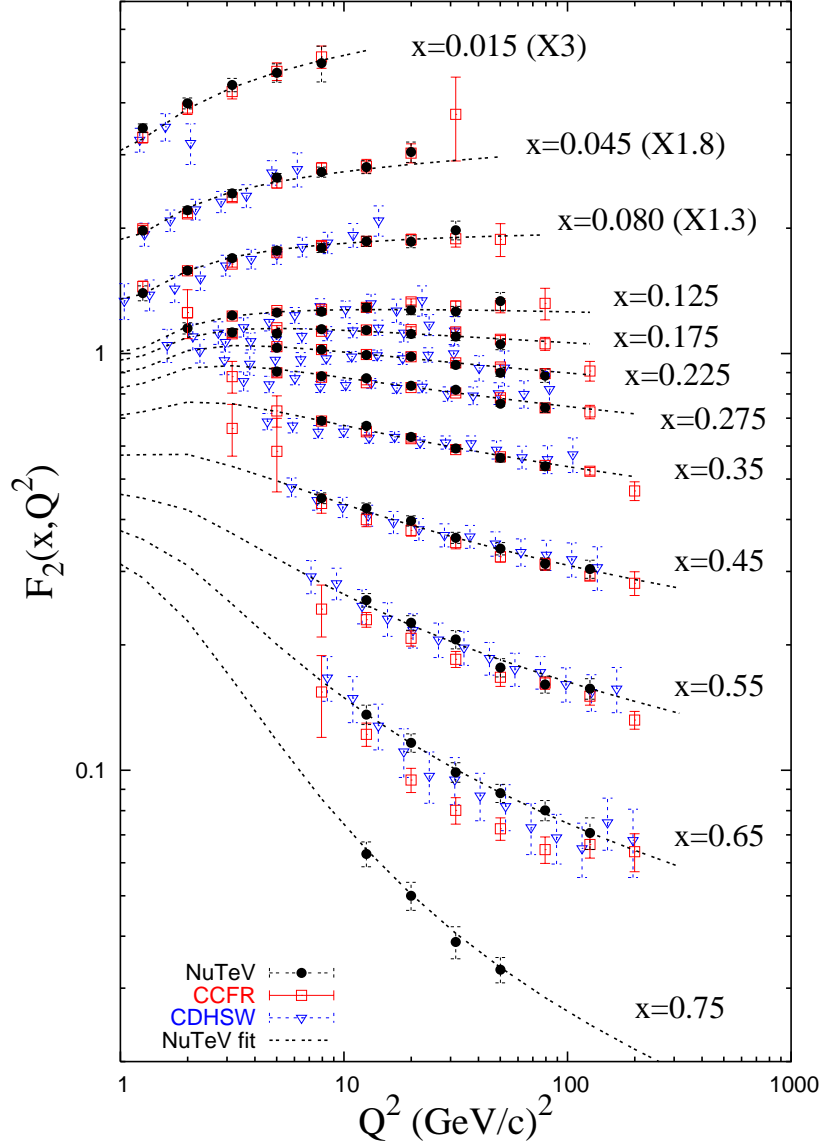 x=0.015 (X3)
x=0.045 (X1.8)
x=0.080 (X1.3)
x=0.125
1
x=0.175
x=0.225
x=0.275
x=0.35
x=0.45
F₂(x,Q²)
x=0.55
0.1
x=0.65
NuTeV
CCFR
CDHSW
NuTeV fit
x=0.75
1
10
100
1000
Q² (GeV/c)²